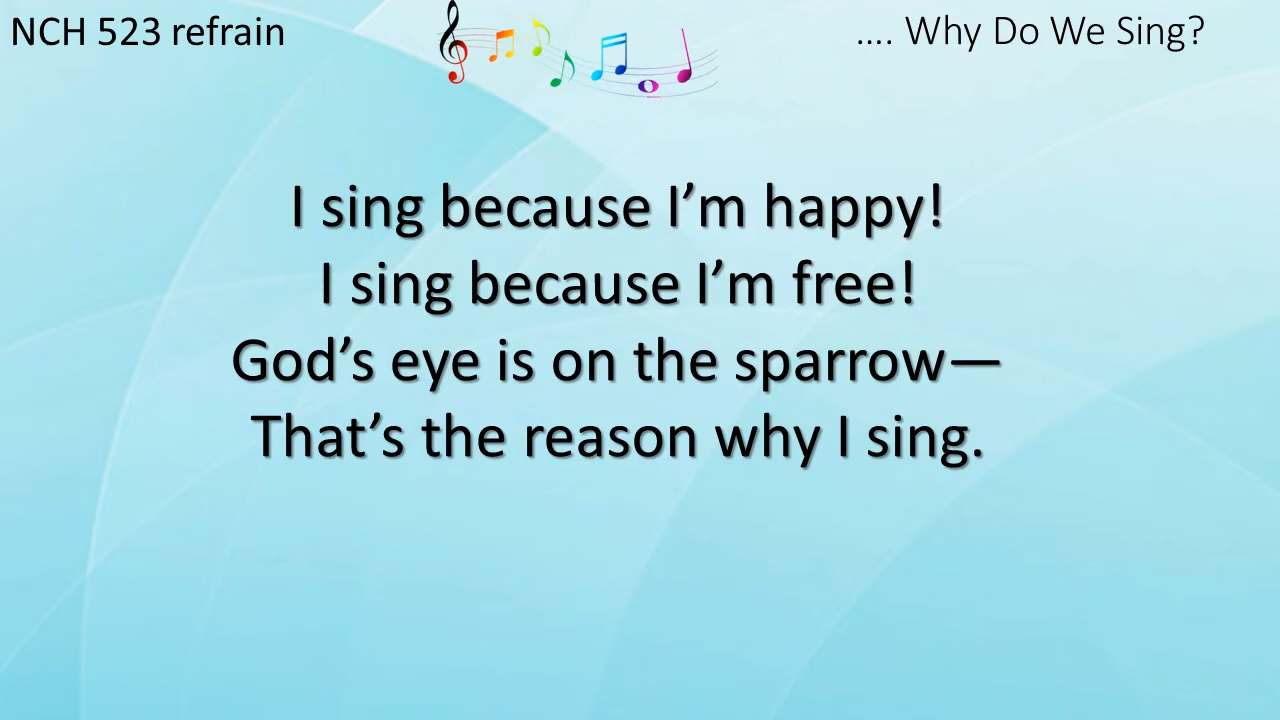 NCH 523 refrain
.... Why Do We Sing?
I sing because I’m happy!
I sing because I’m free!
God’s eye is on the sparrow—
That’s the reason why I sing.